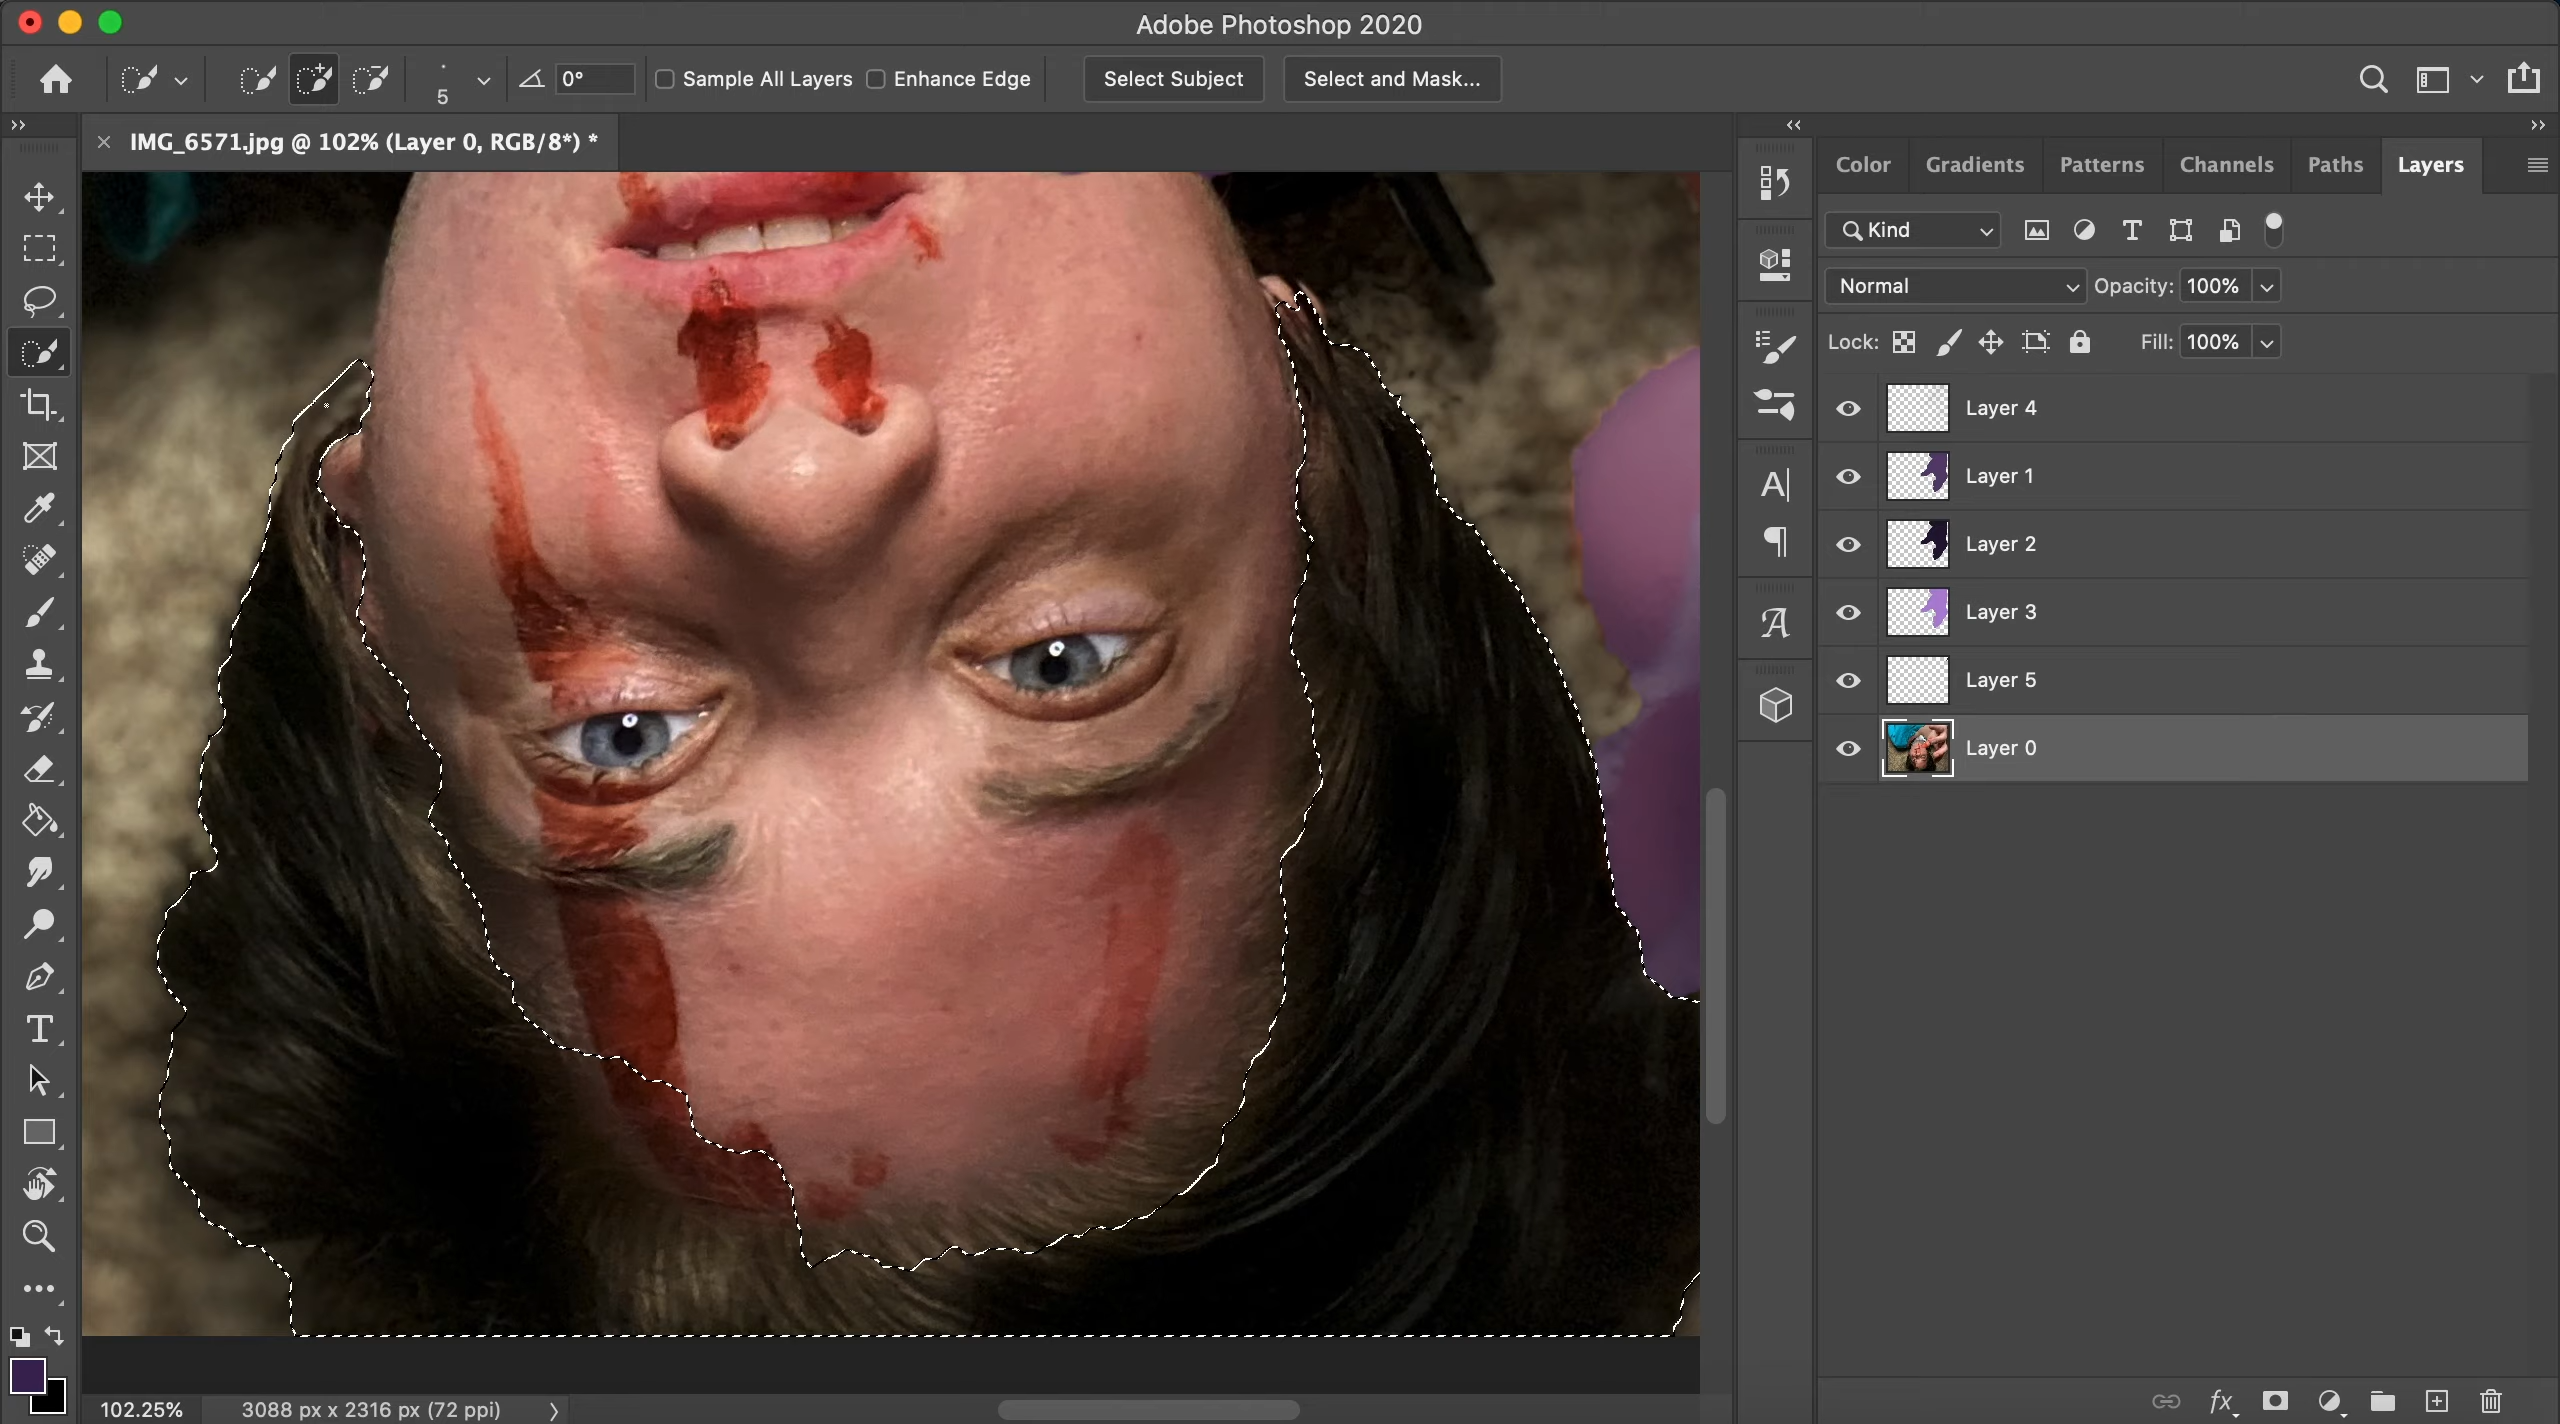 Adobe Photoshop 2020
5
0°
Sample All Layers
Enhance Edge
Select Subject
Select and Mask...
IMG_6571.jpg @ 102% (Layer 0, RGB/8*) *
Color
Gradients
Patterns
Channels
Paths
Layers
Kind
Normal
Opacity: 100%
Lock:
Fill: 100%
Layer 4
Layer 1
Layer 2
Layer 3
Layer 5
Layer 0
fx
102.25%
3088 px x 2316 px (72 ppi)